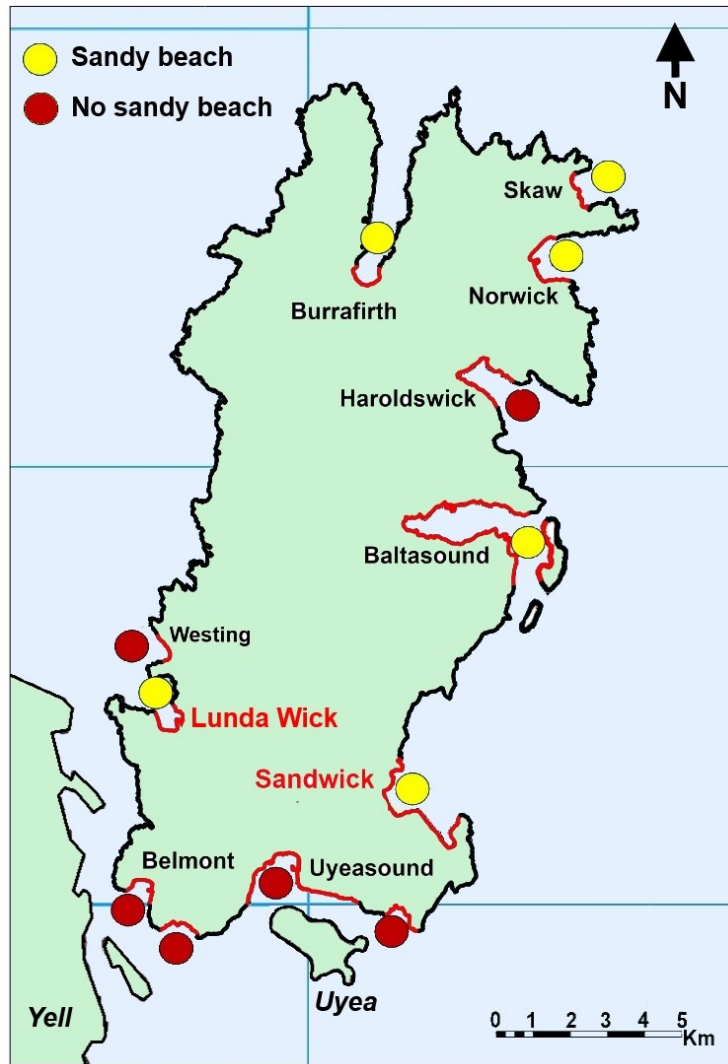 Sandy beach
No sandy beach
N
Skaw
Burrafirth
Norwick
Haroldswick
Baltasound
Westing
Lunda Wick
Sandwick
Belmont
Uyeasound
Uyea
Yell
0 1 2 3 4 5
Km